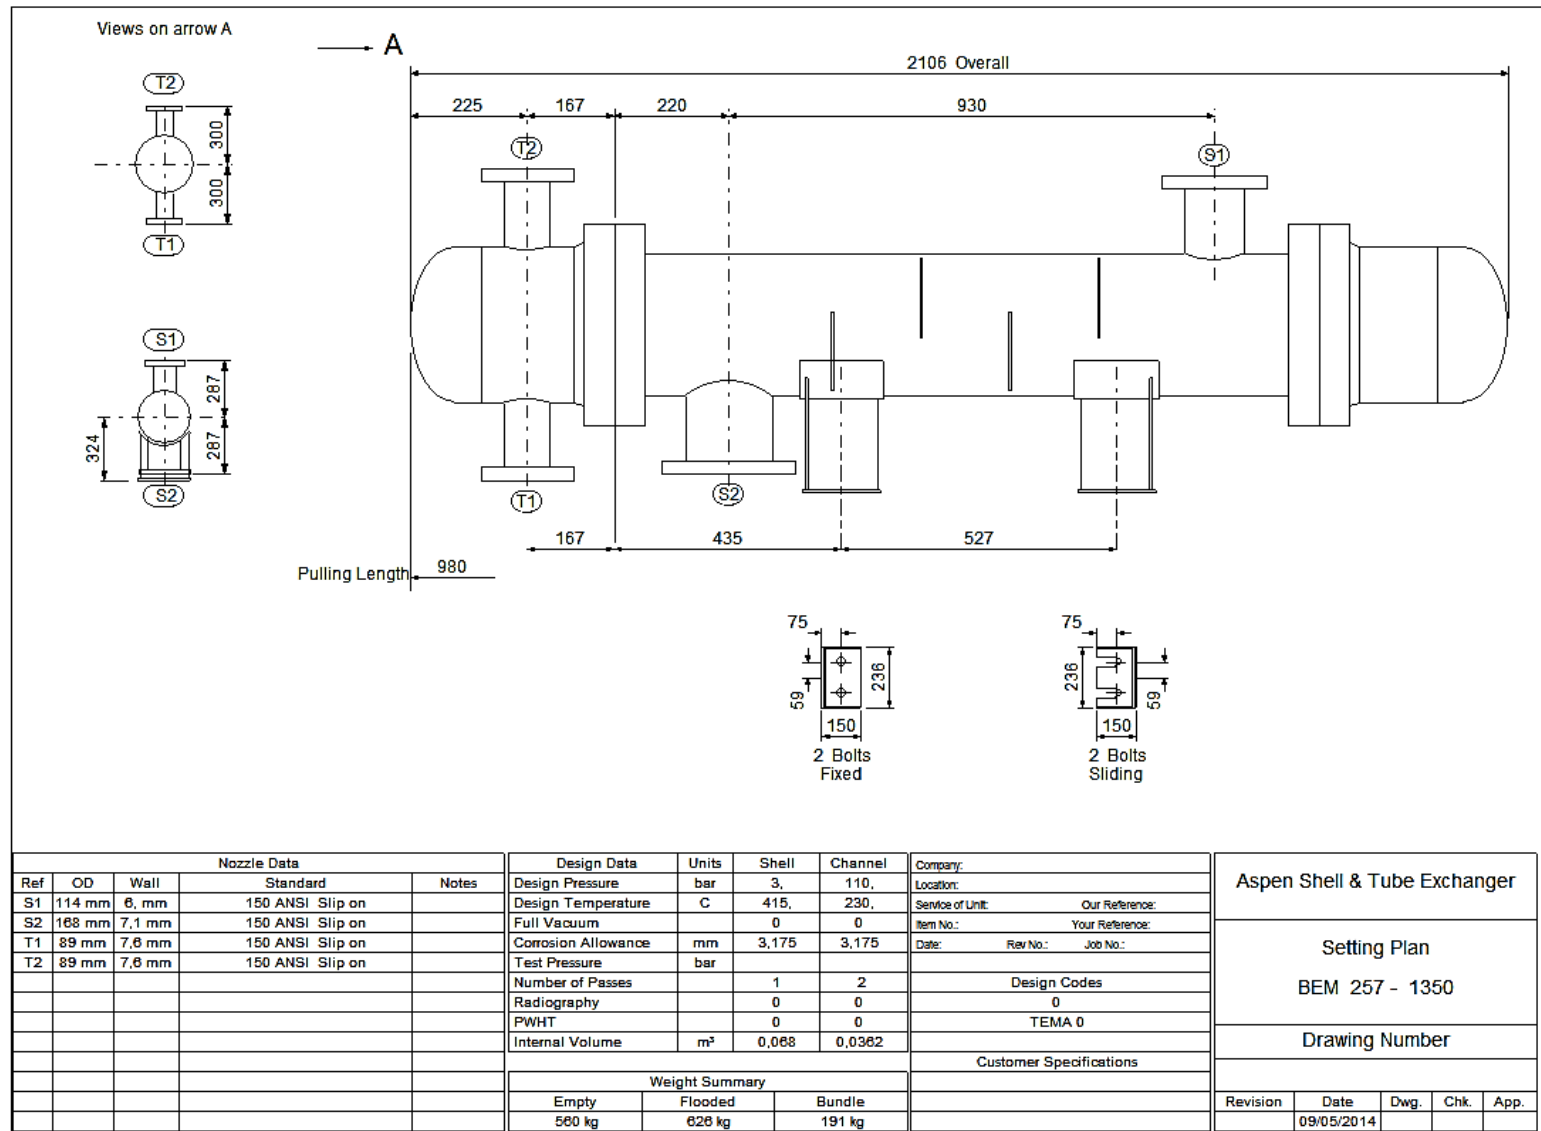 Views on arrow A
A
2106 Overall
225 167 220 930
T2
300
300
T1
T2
S1
S1
287
324
287
S2
T1
S2
167 435 527
Pulling Length 980
75
236
59
150
2 Bolts
Fixed
75
236
59
150
2 Bolts
Sliding
Nozzle Data
Ref OD Wall Standard Notes
S1 114 mm 6, mm 150 ANSI Slip on
S2 168 mm 7,1 mm 150 ANSI Slip on
T1 89 mm 7,6 mm 150 ANSI Slip on
T2 89 mm 7,6 mm 150 ANSI Slip on
Design Data Units Shell Channel
Design Pressure bar 3, 110,
Design Temperature C 415, 230,
Full Vacuum 0 0
Corrosion Allowance mm 3,175 3,175
Test Pressure bar
Number of Passes 1 2
Radiography 0 0
PWHT 0 0
Internal Volume m³ 0,068 0,0362
Weight Summary
Empty Flooded Bundle
560 kg 626 kg 191 kg
Company:
Location:
Service of Unit: Our Reference:
Item No.: Your Reference:
Date: Rev No.: Job No.:
Design Codes
0
TEMA 0
Customer Specifications
Aspen Shell & Tube Exchanger
Setting Plan
BEM 257 - 1350
Drawing Number
Revision Date Dwg. Chk. App.
09/05/2014